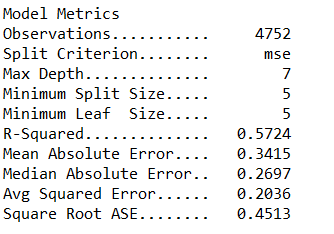 Model Metrics
Observations........... 4752
Split Criterion........ mse
Max Depth.............. 7
Minimum Split Size..... 5
Minimum Leaf  Size..... 5
R-Squared.............. 0.5724
Mean Absolute Error.... 0.3415
Median Absolute Error.. 0.2697
Avg Squared Error...... 0.2036
Square Root ASE........ 0.4513